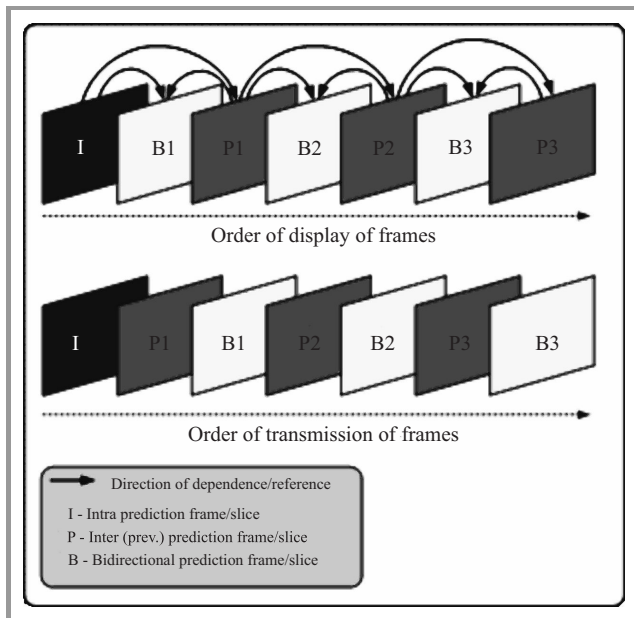 I B1 P1 B2 P2 B3 P3
Order of display of frames
I P1 B1 P2 B2 P3 B3
Order of transmission of frames
Direction of dependence/reference
I - Intra prediction frame/slice
P - Inter (prev.) prediction frame/slice
B - Bidirectional prediction frame/slice